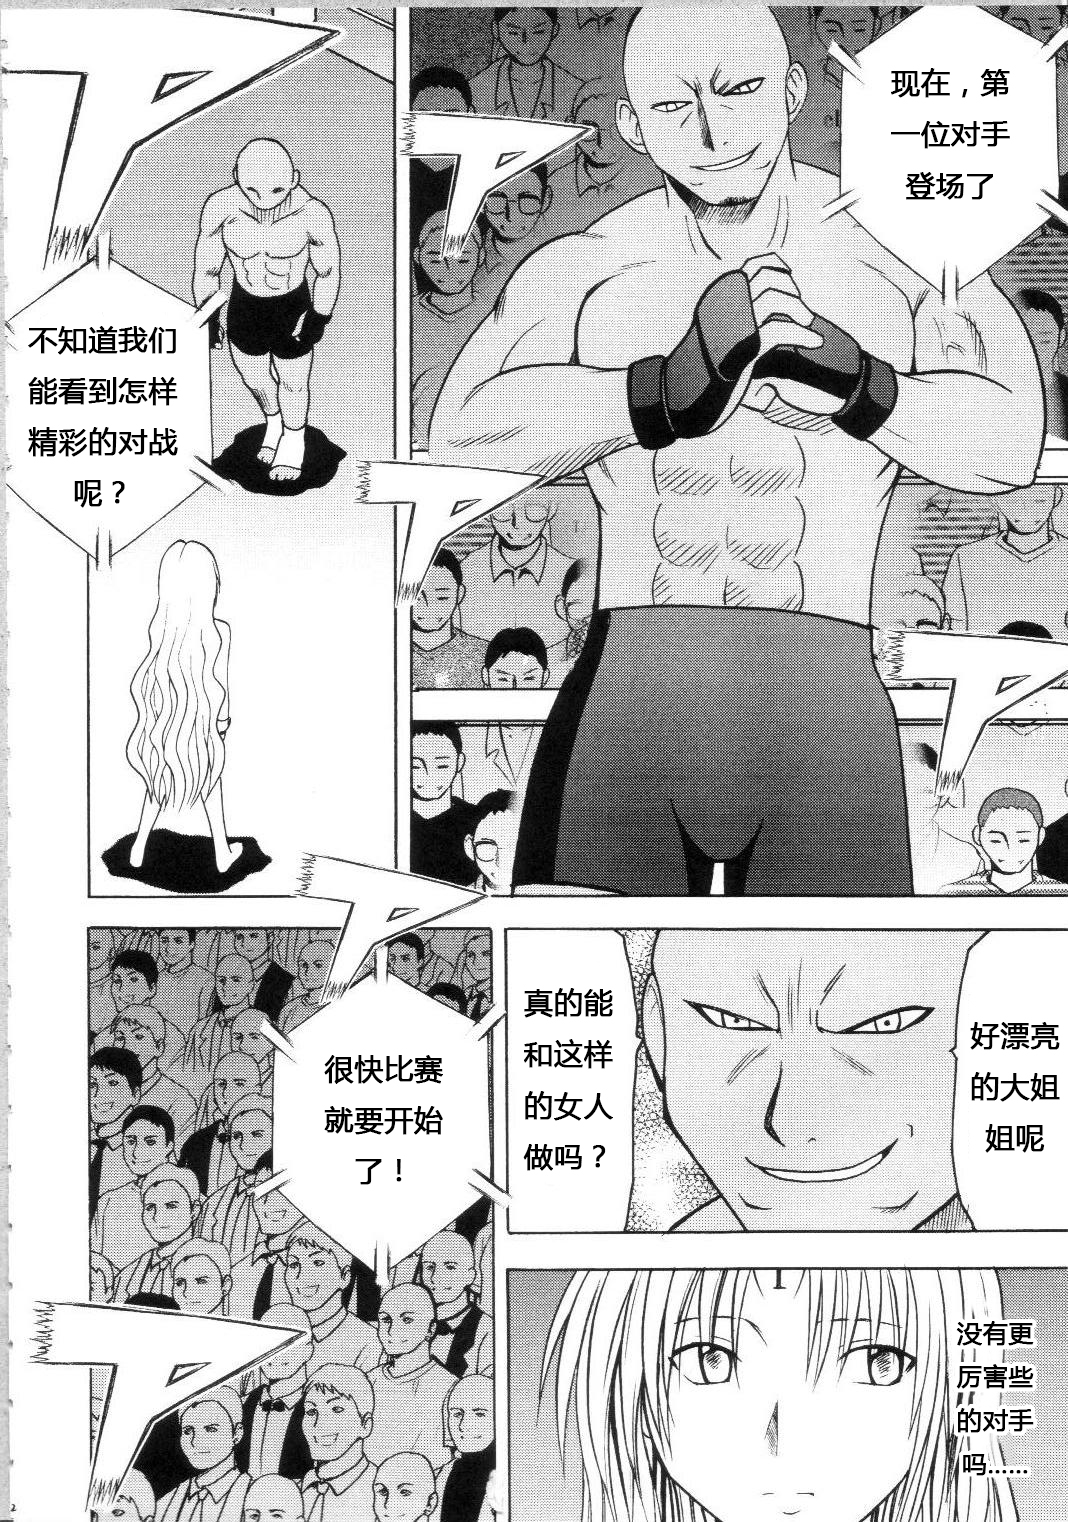 现在，第
一位对手
登场了
不知道我们
能看到怎样
精彩的对战
呢？
好漂亮
的大姐
姐呢
真的能
和这样
的女人
做吗？
很快比赛
就要开始
了！
没有更
厉害些
的对手
吗……